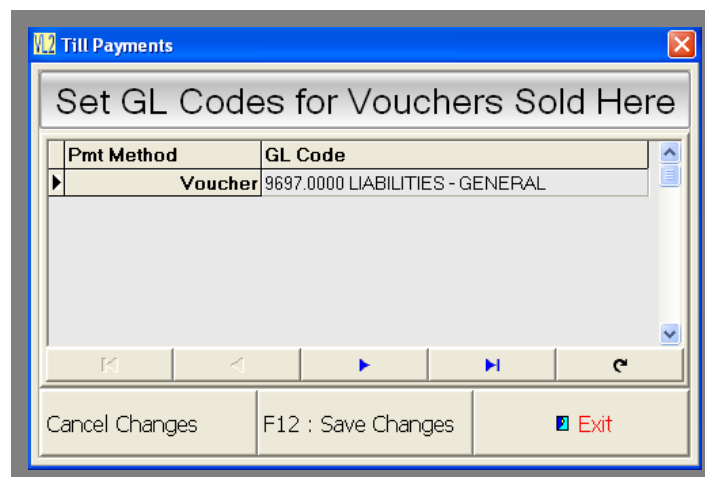 VL2 Till Payments
Set GL Codes for Vouchers Sold Here
Pmt Method GL Code
Voucher 9697.0000 LIABILITIES - GENERAL
Cancel Changes F12 : Save Changes Exit